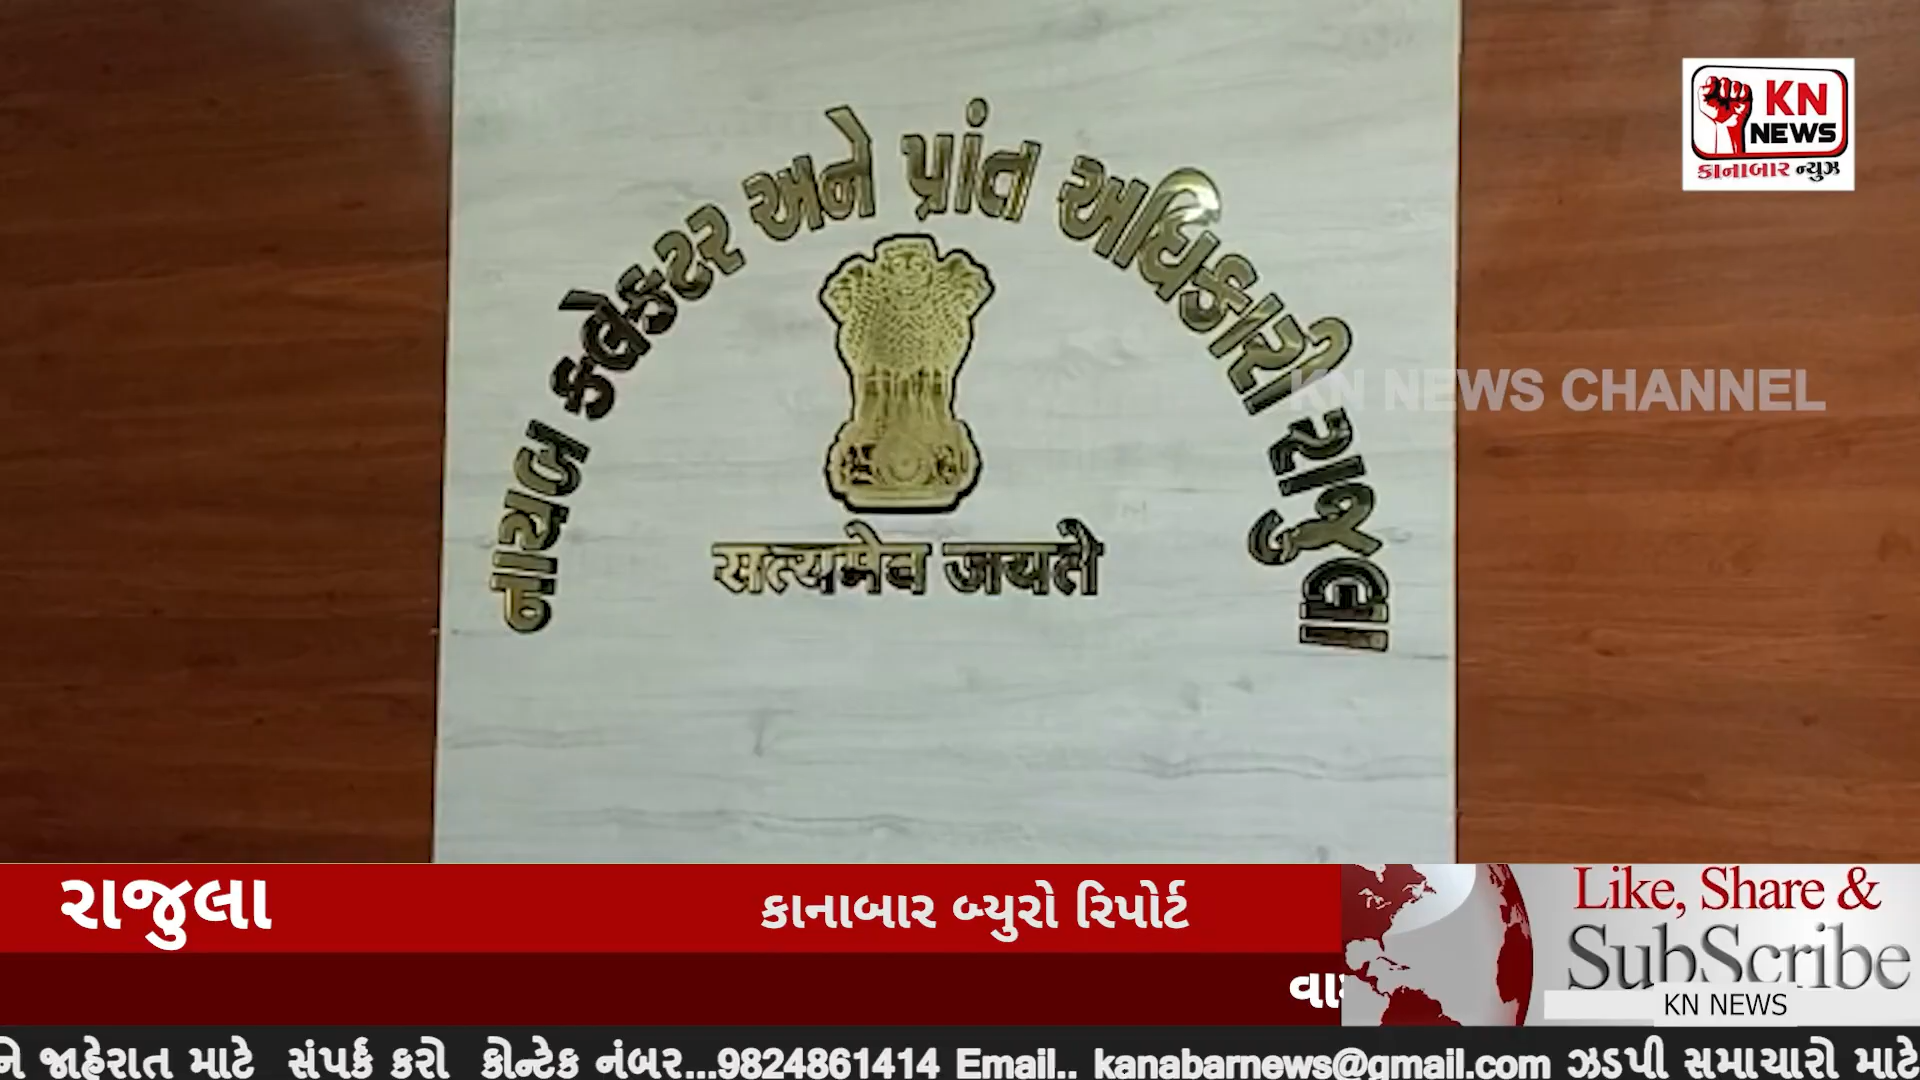 KN
NEWS
કાનાબાર ન્યુઝ
નાયબ કલેકટર અને પ્રાંત અધિકારી રાજુલા
KN NEWS CHANNEL
सत्यमेव जयते
રાજુલા
કાનાબાર બ્યુરો રિપોર્ટ
Like, Share &
SubScribe
KN NEWS
જાહેરાત માટે સંપર્ક કરો કોન્ટેક નંબર...9824861414 Email.. kanabarnews@gmail.com ઝડપી સમાચારો માટે